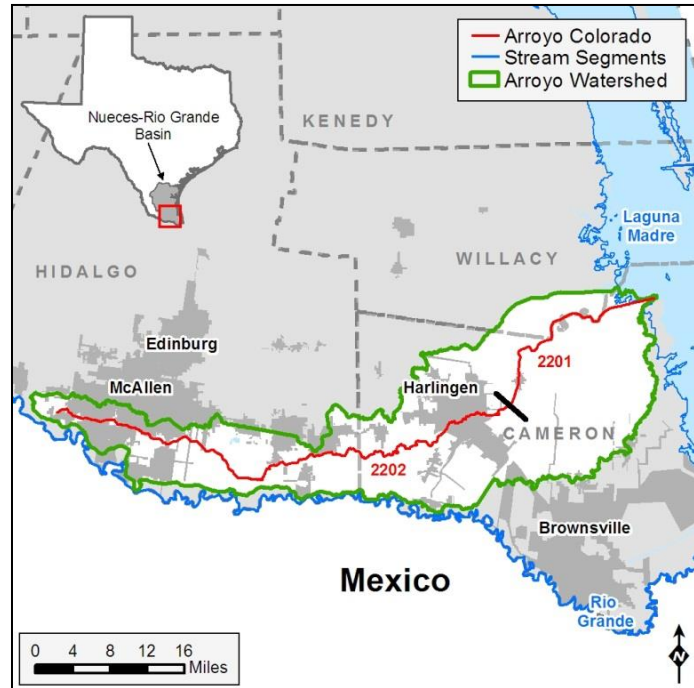 Arroyo Colorado
Stream Segments
Arroyo Watershed
Nueces-Rio Grande
Basin
KENEDY
Laguna
Madre
HIDALGO
WILLACY
Edinburg
McAllen
Harlingen
2201
CAMERON
2202
Brownsville
Mexico
Rio
Grande
0 4 8 12 16
Miles
N